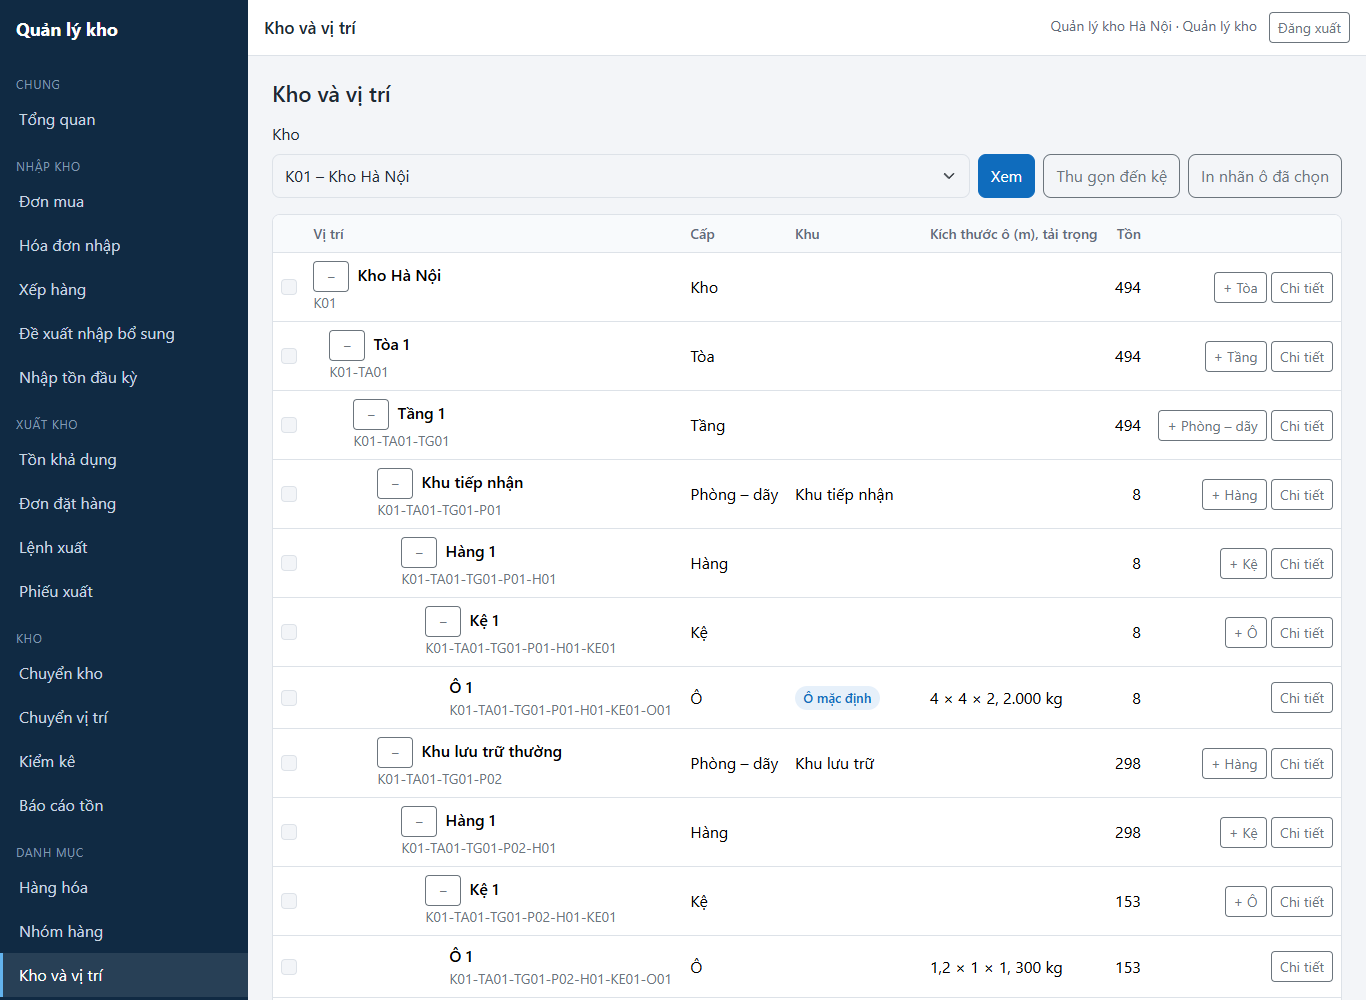 Quản lý kho
CHUNG
Tổng quan
NHẬP KHO
Đơn mua
Hóa đơn nhập
Xếp hàng
Đề xuất nhập bổ sung
Nhập tồn đầu kỳ
XUẤT KHO
Tồn khả dụng
Đơn đặt hàng
Lệnh xuất
Phiếu xuất
KHO
Chuyển kho
Chuyển vị trí
Kiểm kê
Báo cáo tồn
DANH MỤC
Hàng hóa
Nhóm hàng
Kho và vị trí
Kho và vị trí
Quản lý kho Hà Nội · Quản lý kho
Đăng xuất
Kho và vị trí
Kho
K01 – Kho Hà Nội
Xem
Thu gọn đến kệ
In nhãn ô đã chọn
Vị trí Cấp Khu Kích thước ô (m), tải trọng Tồn
– Kho Hà Nội
K01
Kho 494 + Tòa Chi tiết
– Tòa 1
K01-TA01
Tòa 494 + Tầng Chi tiết
– Tầng 1
K01-TA01-TG01
Tầng 494 + Phòng – dãy Chi tiết
– Khu tiếp nhận
K01-TA01-TG01-P01
Phòng – dãy Khu tiếp nhận 8 + Hàng Chi tiết
– Hàng 1
K01-TA01-TG01-P01-H01
Hàng 8 + Kệ Chi tiết
– Kệ 1
K01-TA01-TG01-P01-H01-KE01
Kệ 8 + Ô Chi tiết
Ô 1
K01-TA01-TG01-P01-H01-KE01-O01
Ô Ô mặc định 4 × 4 × 2, 2.000 kg 8 Chi tiết
– Khu lưu trữ thường
K01-TA01-TG01-P02
Phòng – dãy Khu lưu trữ 298 + Hàng Chi tiết
– Hàng 1
K01-TA01-TG01-P02-H01
Hàng 298 + Kệ Chi tiết
– Kệ 1
K01-TA01-TG01-P02-H01-KE01
Kệ 153 + Ô Chi tiết
Ô 1
K01-TA01-TG01-P02-H01-KE01-O01
Ô 1,2 × 1 × 1, 300 kg 153 Chi tiết